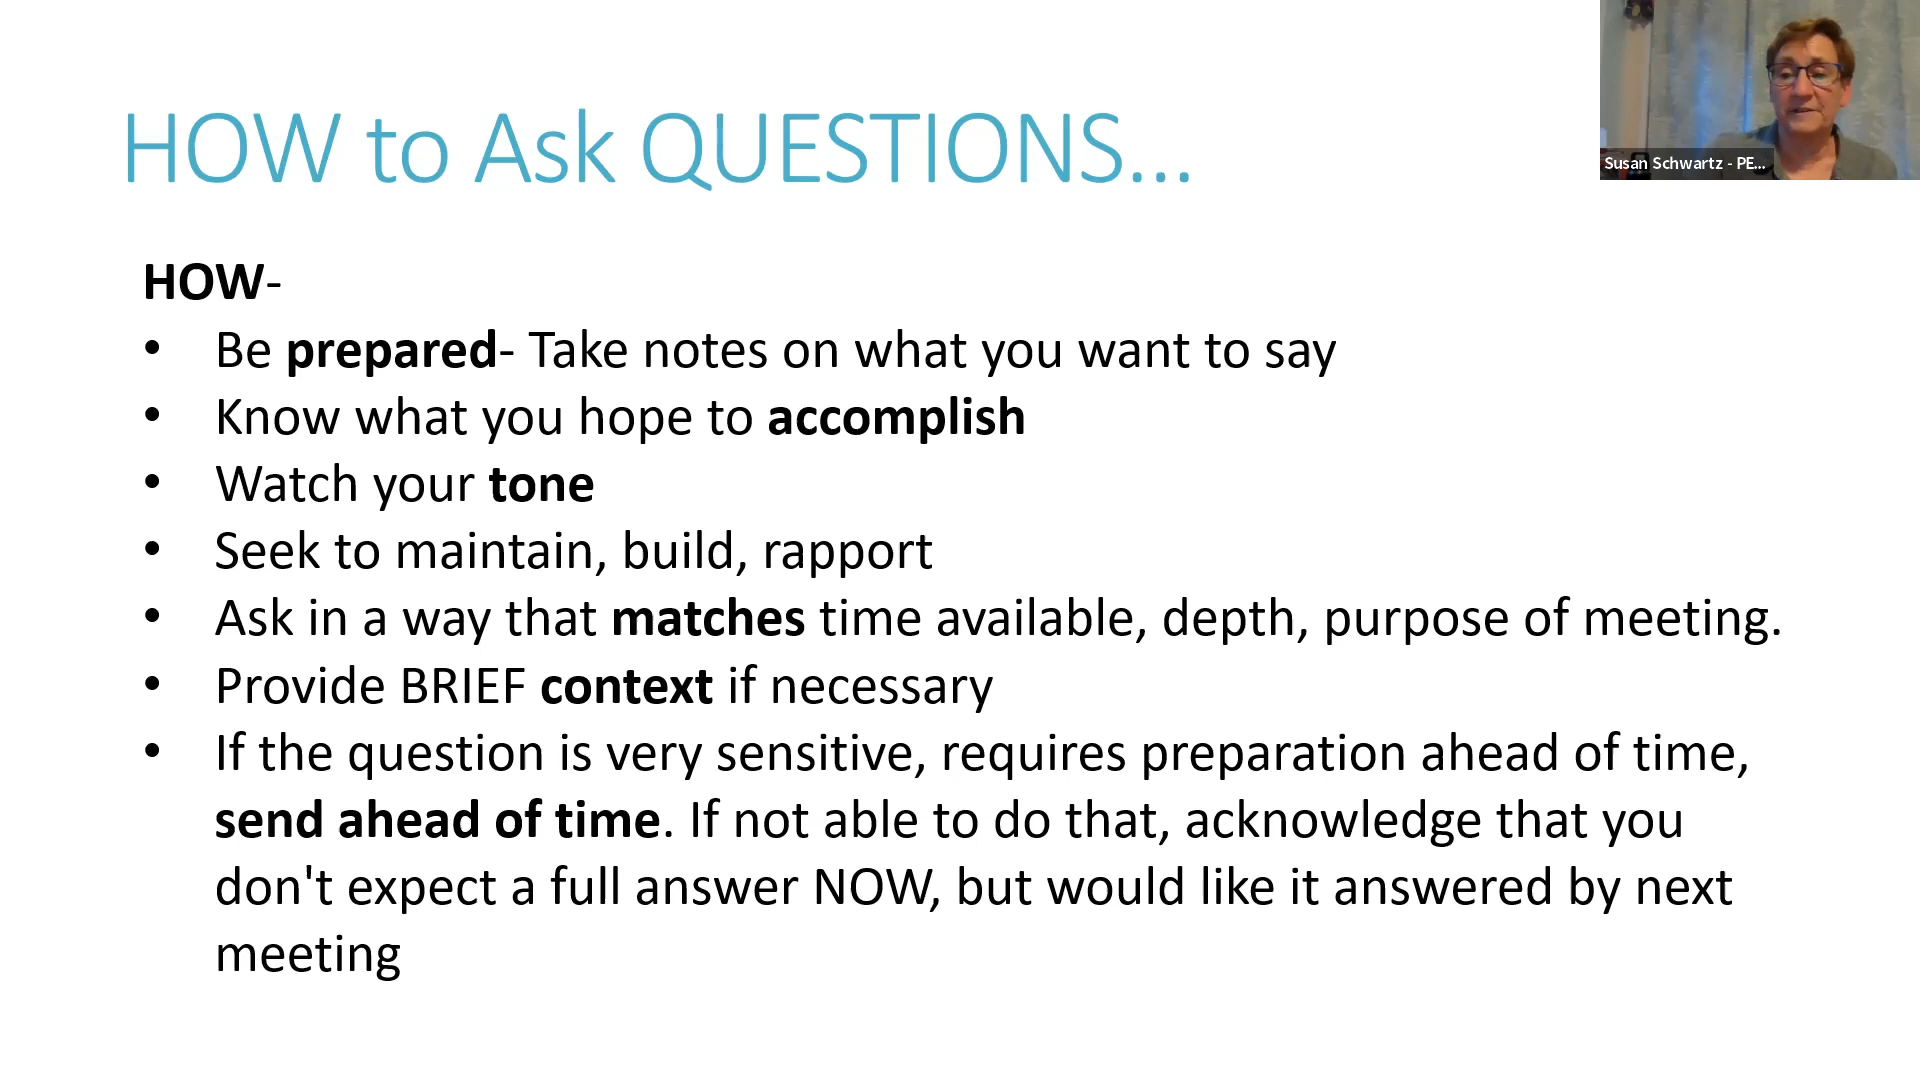 HOW to Ask QUESTIONS...
Susan Schwartz - PE...
HOW-
• Be prepared- Take notes on what you want to say
• Know what you hope to accomplish
• Watch your tone
• Seek to maintain, build, rapport
• Ask in a way that matches time available, depth, purpose of meeting.
• Provide BRIEF context if necessary
• If the question is very sensitive, requires preparation ahead of time,
send ahead of time. If not able to do that, acknowledge that you
don't expect a full answer NOW, but would like it answered by next
meeting